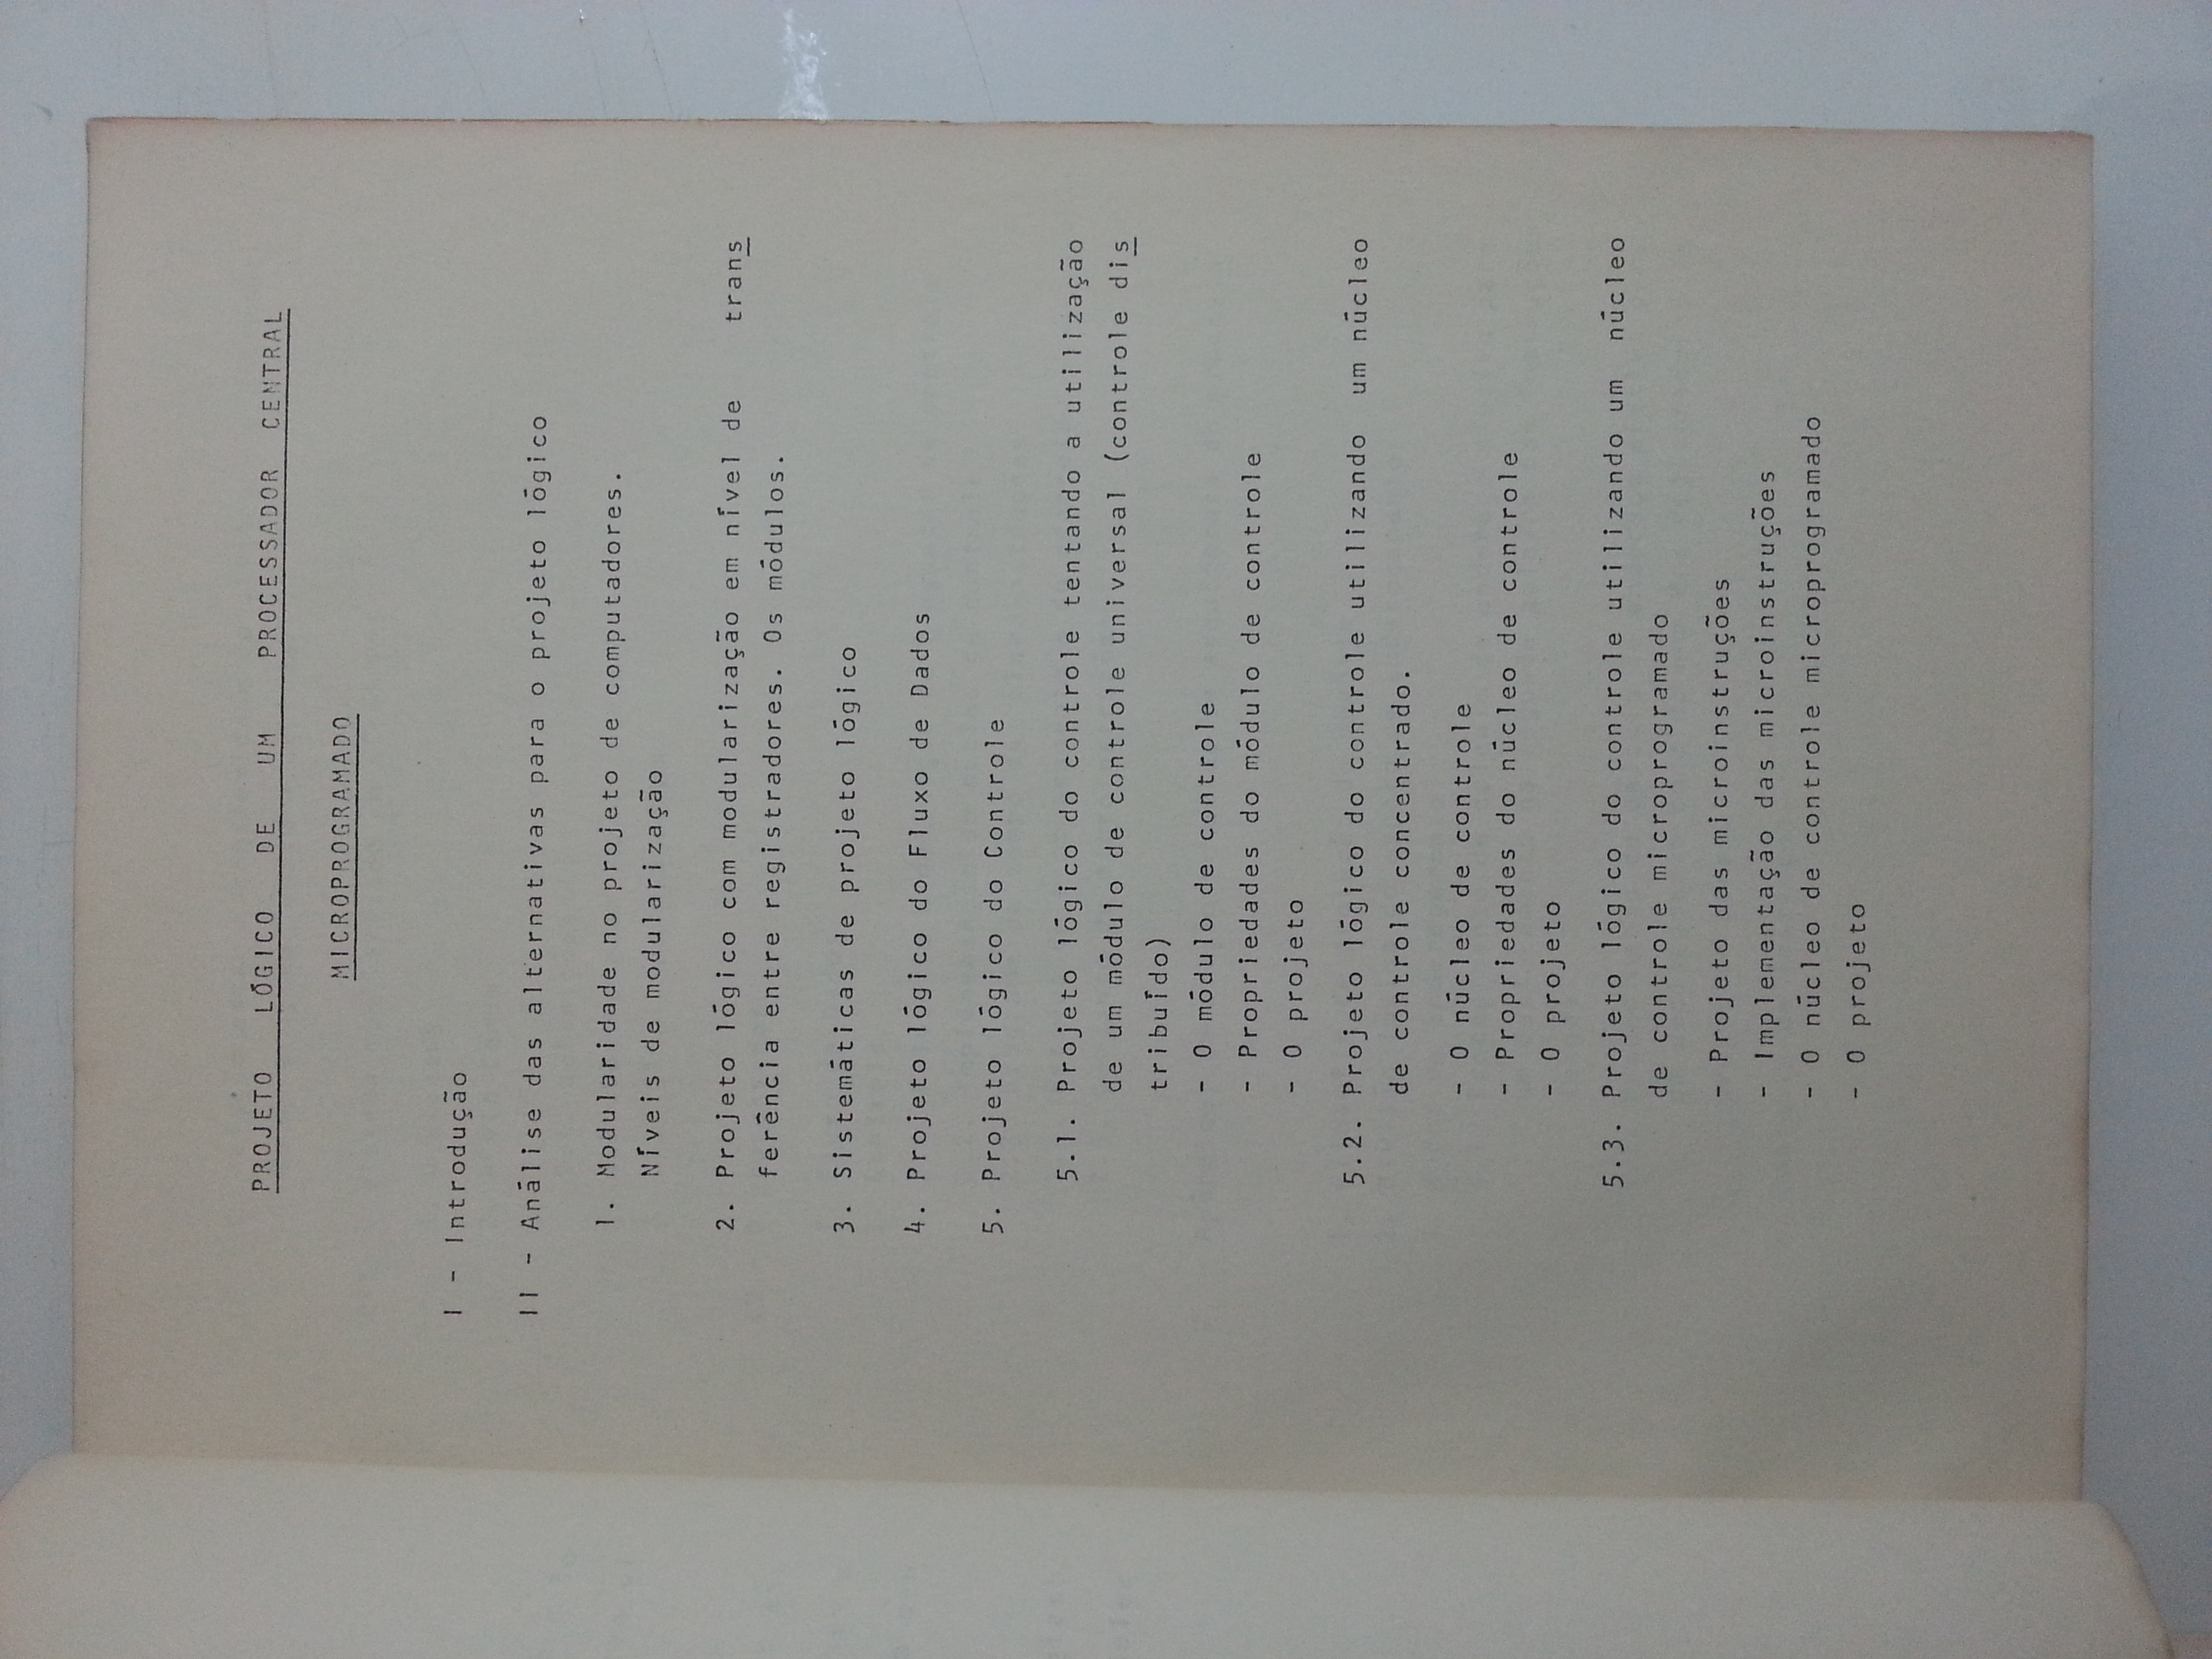 PROJETO LÓGICO DE UM PROCESSADOR CENTRAL
MICROPROGRAMADO
I - Introdução
II - Análise das alternativas para o projeto lógico
1. Modularidade no projeto de computadores.
Níveis de modularização
2. Projeto lógico com modularização em nível de trans
ferência entre registradores. Os módulos.
3. Sistemáticas de projeto lógico
4. Projeto lógico do Fluxo de Dados
5. Projeto lógico do Controle
5.1. Projeto lógico do controle tentando a utilização
de um módulo de controle universal (controle dis
tribuído)
- O módulo de controle
- Propriedades do módulo de controle
- O projeto
5.2. Projeto lógico do controle utilizando um núcleo
de controle concentrado.
- O núcleo de controle
- Propriedades do núcleo de controle
- O projeto
5.3. Projeto lógico do controle utilizando um núcleo
de controle microprogramado
- Projeto das microinstruções
- Implementação das microinstruções
- O núcleo de controle microprogramado
- O projeto